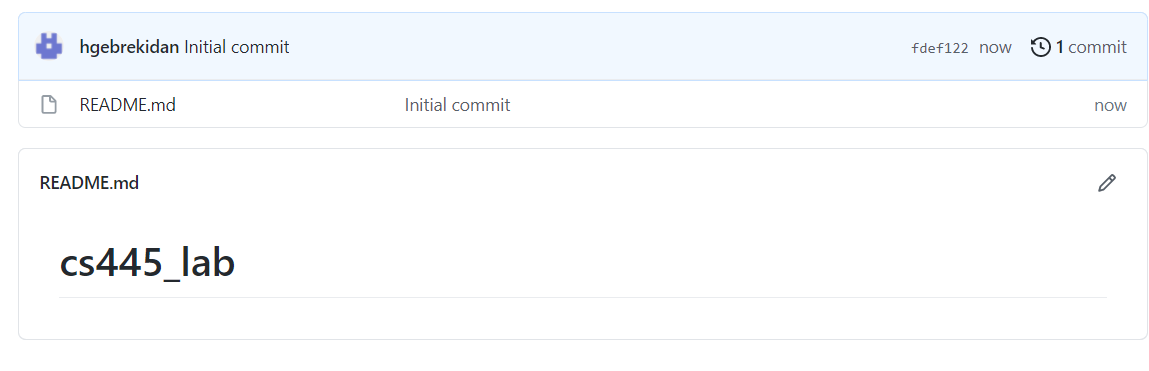 hgebrekidan Initial commit fdef122 now 1 commit
README.md Initial commit now
README.md
cs445_lab